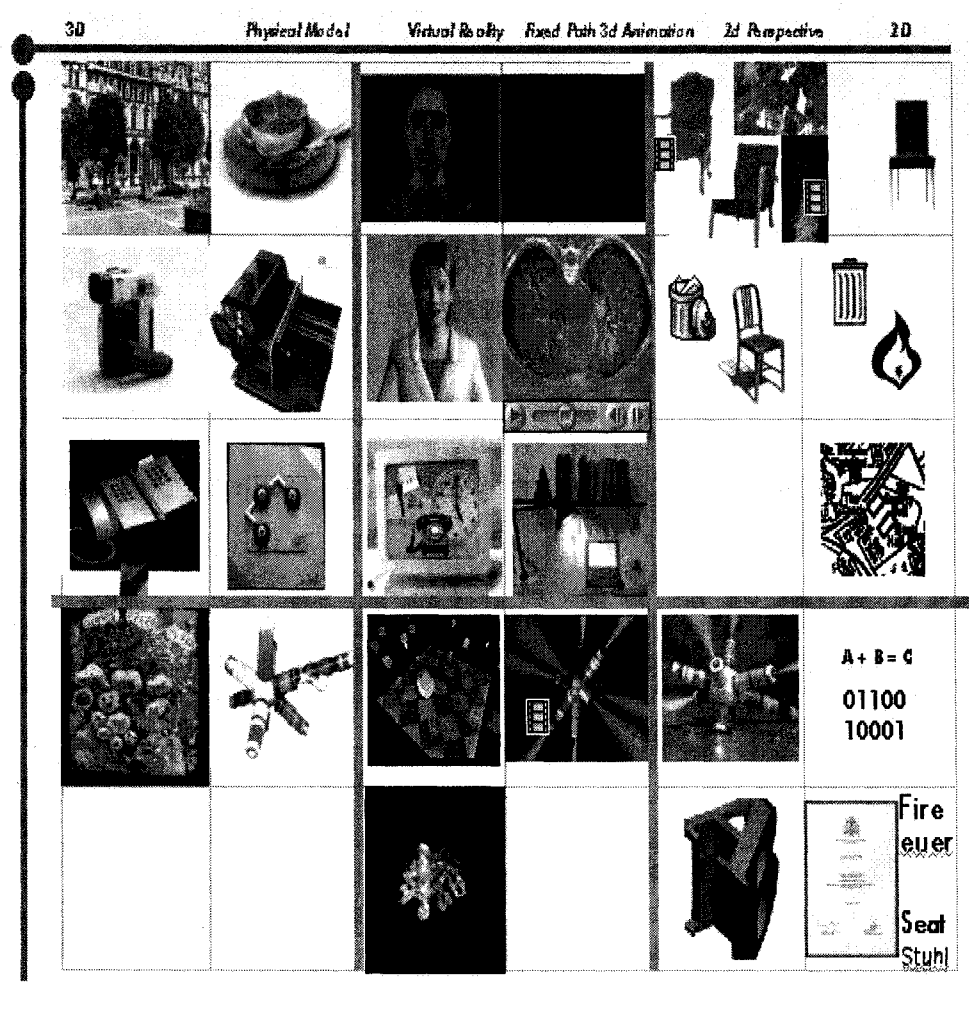 3D
Physical Model
Virtual Reality
Fixed Path 3d Animation
2d Perspective
2D
A + B = C
01100
10001
Fire
euer
Seat
Stuhl